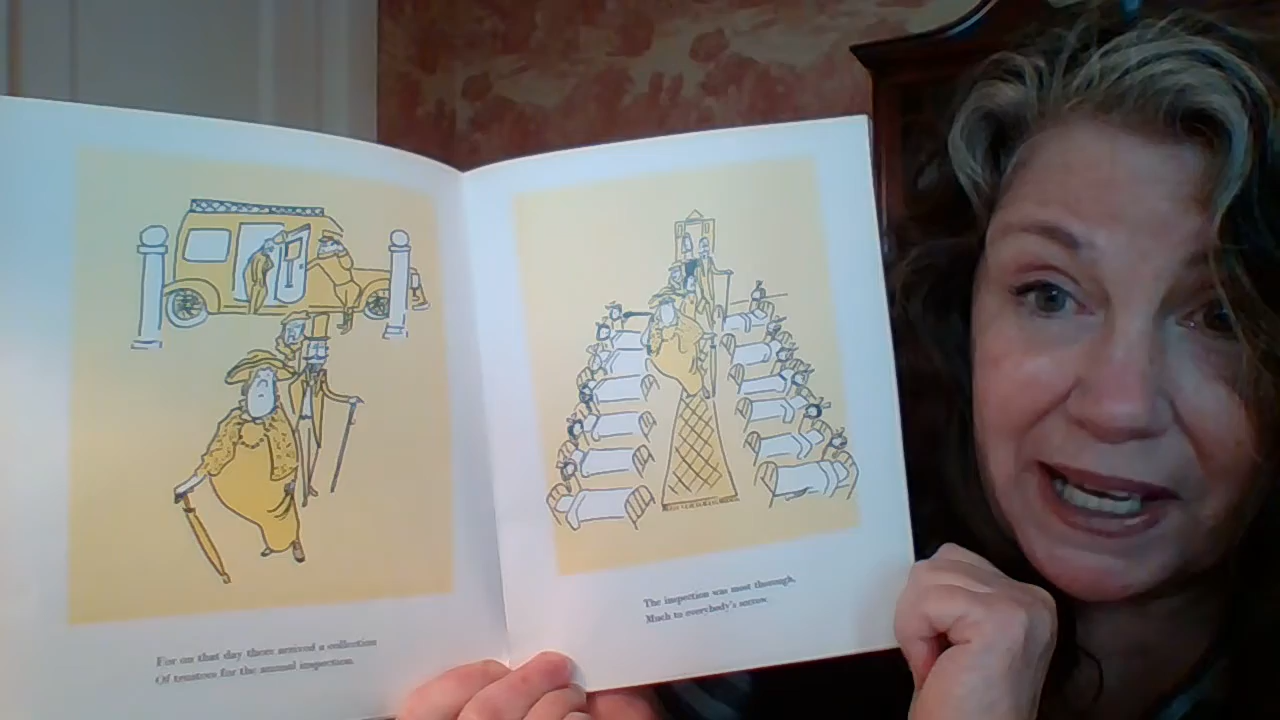 For on that day there arrived a collection
Of trustees for the annual inspection.
The inspection was most thorough,
Much to everybody's sorrow.